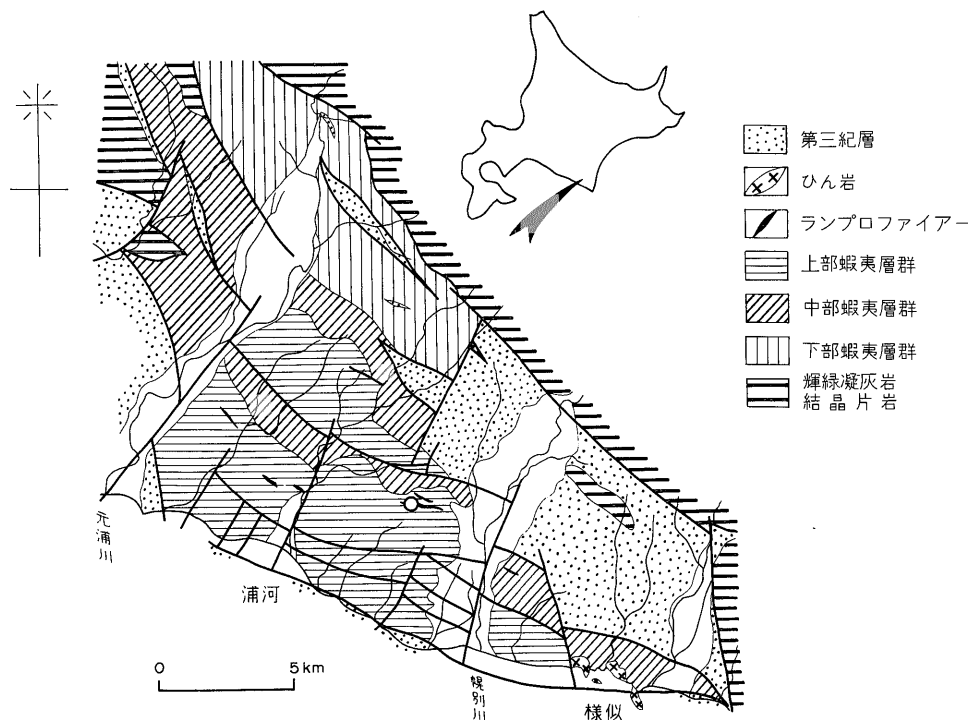 第三紀層
ひん岩
ランプロファイアー
上部蝦夷層群
中部蝦夷層群
下部蝦夷層群
輝緑凝灰岩
結晶片岩
元浦川
浦河
幌別川
様似
0 5km